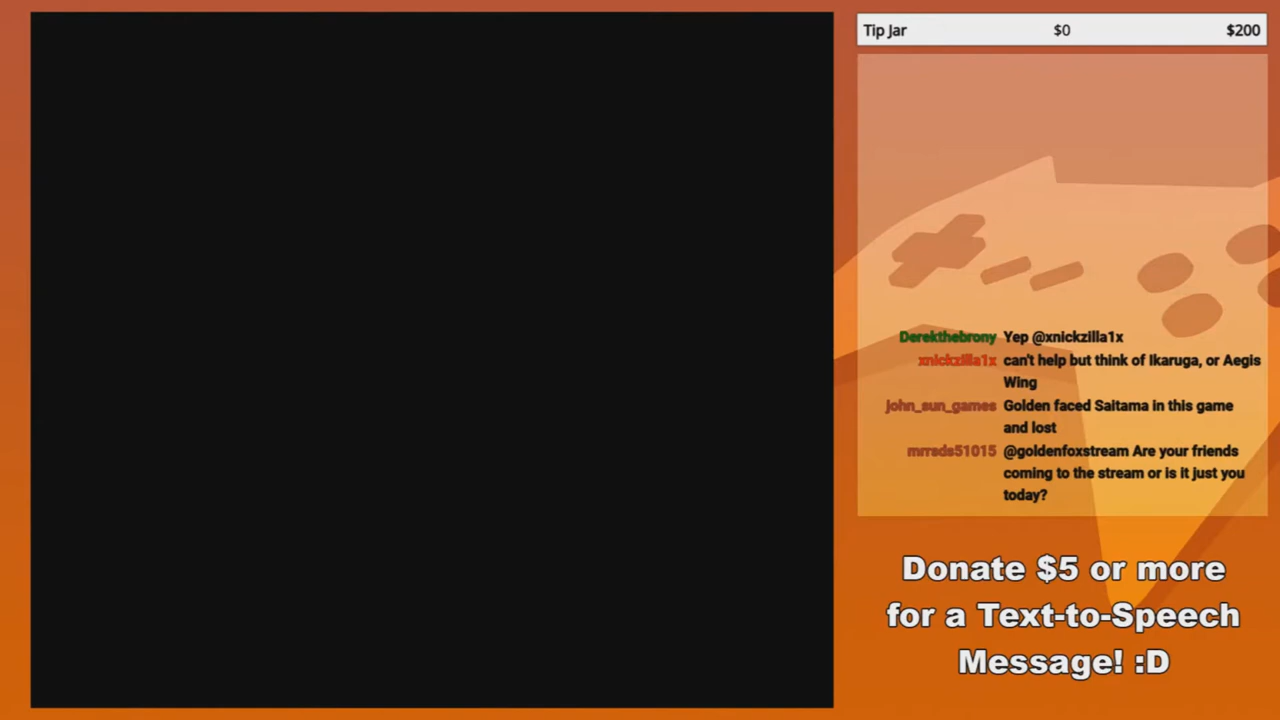 Tip Jar $0 $200
Derekthebrony Yep @xnickzilla1x
xnickzilla1x can't help but think of Ikaruga, or Aegis
Wing
john_sun_games Golden faced Saitama in this game
and lost
mrrsds51015 @goldenfoxstream Are your friends
coming to the stream or is it just you
today?
Donate $5 or more
for a Text-to-Speech
Message! :D